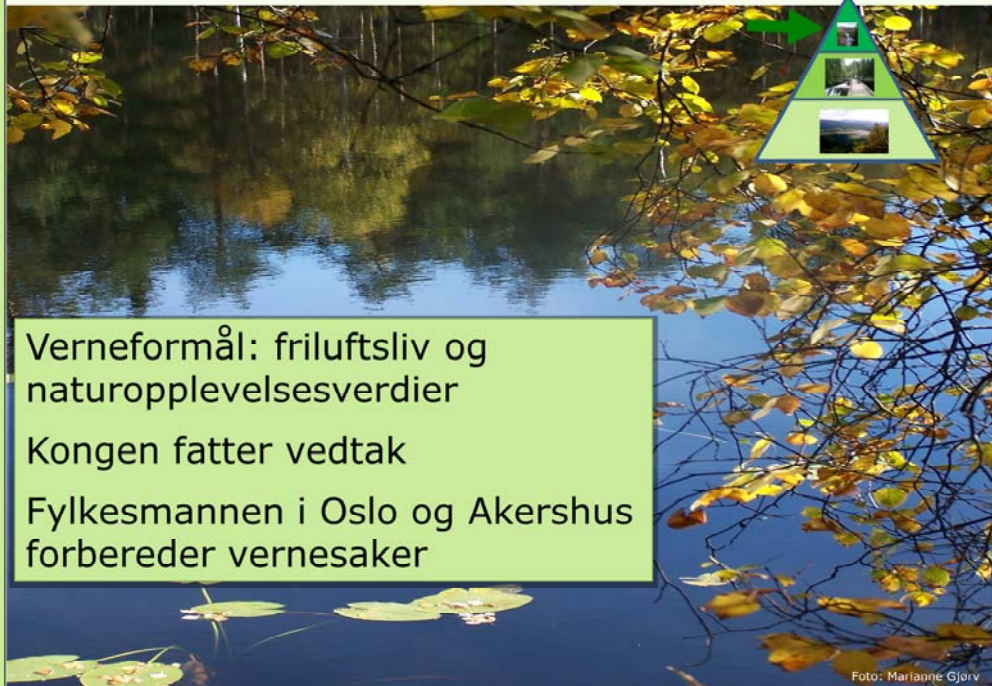 Verneformål: friluftsliv og
naturopplevelsesverdier
Kongen fatter vedtak
Fylkesmannen i Oslo og Akershus
forbereder vernesaker
Foto: Marianne Gjørv